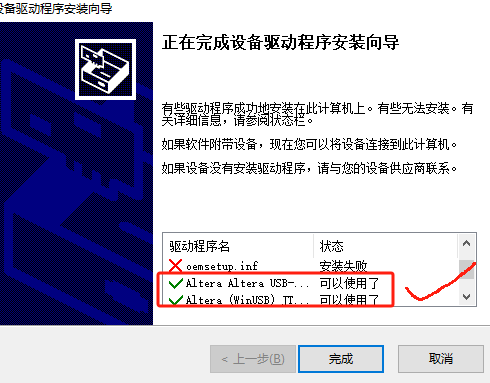 设备驱动程序安装向导
正在完成设备驱动程序安装向导
有些驱动程序成功地安装在此计算机上。有些无法安装。有
关详细信息，请参阅状态栏。
如果软件附带设备，现在您可以将设备连接到此计算机。
如果设备没有安装驱动程序，请与您的设备供应商联系。
驱动程序名 状态
oemsetup.inf 安装失败
Altera Altera USB-... 可以使用了
Altera (WinUSB) JT... 可以使用了
< 上一步(B) 完成 取消